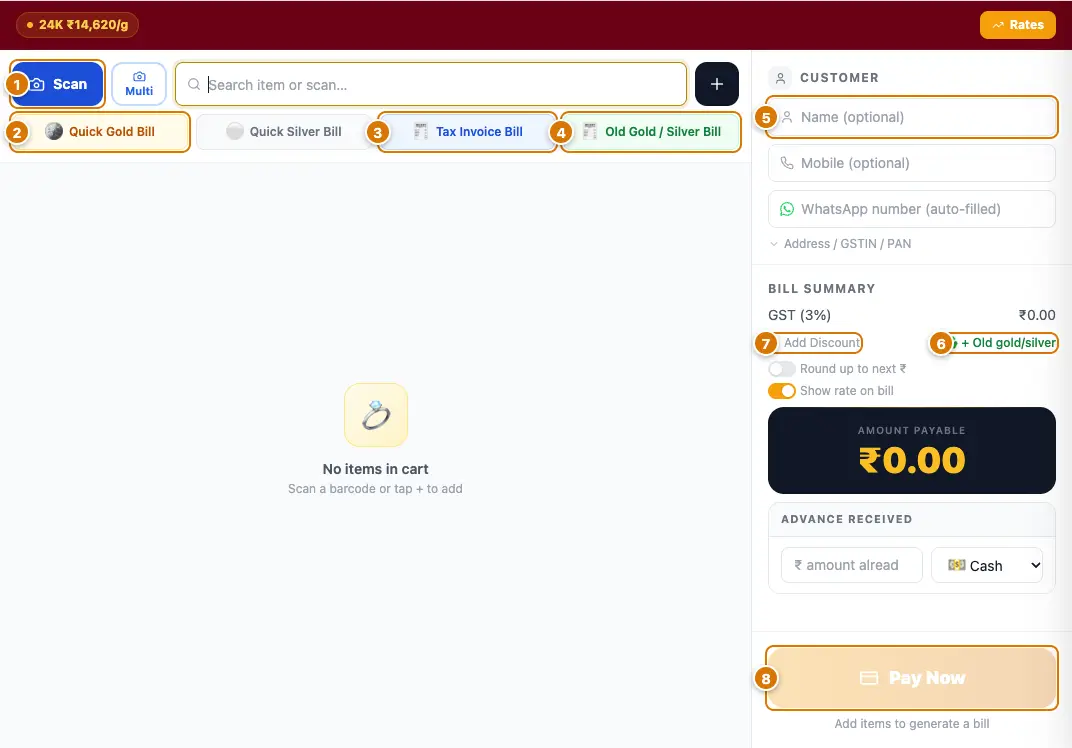 24K ₹14,620/g
Rates
1 Scan
Multi
Search item or scan...
+
2 Quick Gold Bill
Quick Silver Bill
3 Tax Invoice Bill
4 Old Gold / Silver Bill
No items in cart
Scan a barcode or tap + to add
CUSTOMER
5 Name (optional)
Mobile (optional)
WhatsApp number (auto-filled)
Address / GSTIN / PAN
BILL SUMMARY
GST (3%) ₹0.00
7 Add Discount 6 + Old gold/silver
Round up to next ₹
Show rate on bill
AMOUNT PAYABLE
₹0.00
ADVANCE RECEIVED
₹ amount alread Cash
8 Pay Now
Add items to generate a bill